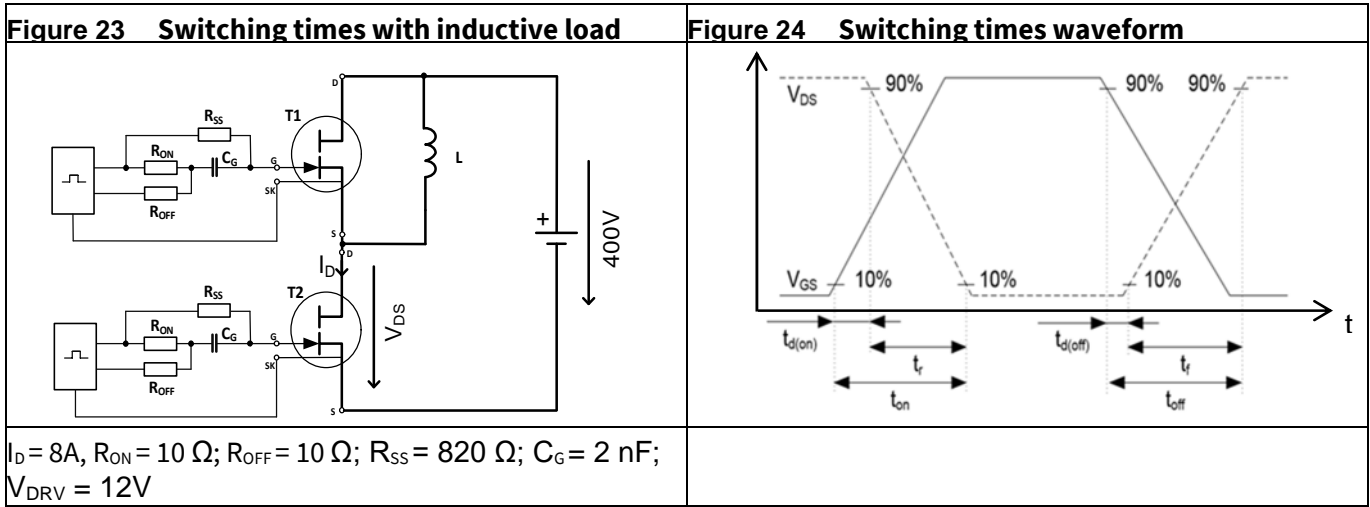 Figure 23 Switching times with inductive load
Figure 24 Switching times waveform
D
T1
RSS
RON
CG
G
SK
ROFF
L
S
D
ID
+
400V
T2
RSS
RON
CG
G
SK
ROFF
VDS
S
VDS
90%
90%
90%
VGS
10%
10%
10%
t
td(on)
td(off)
tr
tf
ton
toff
ID = 8A, RON = 10 Ω; ROFF = 10 Ω; RSS = 820 Ω; CG = 2 nF;
VDRV = 12V